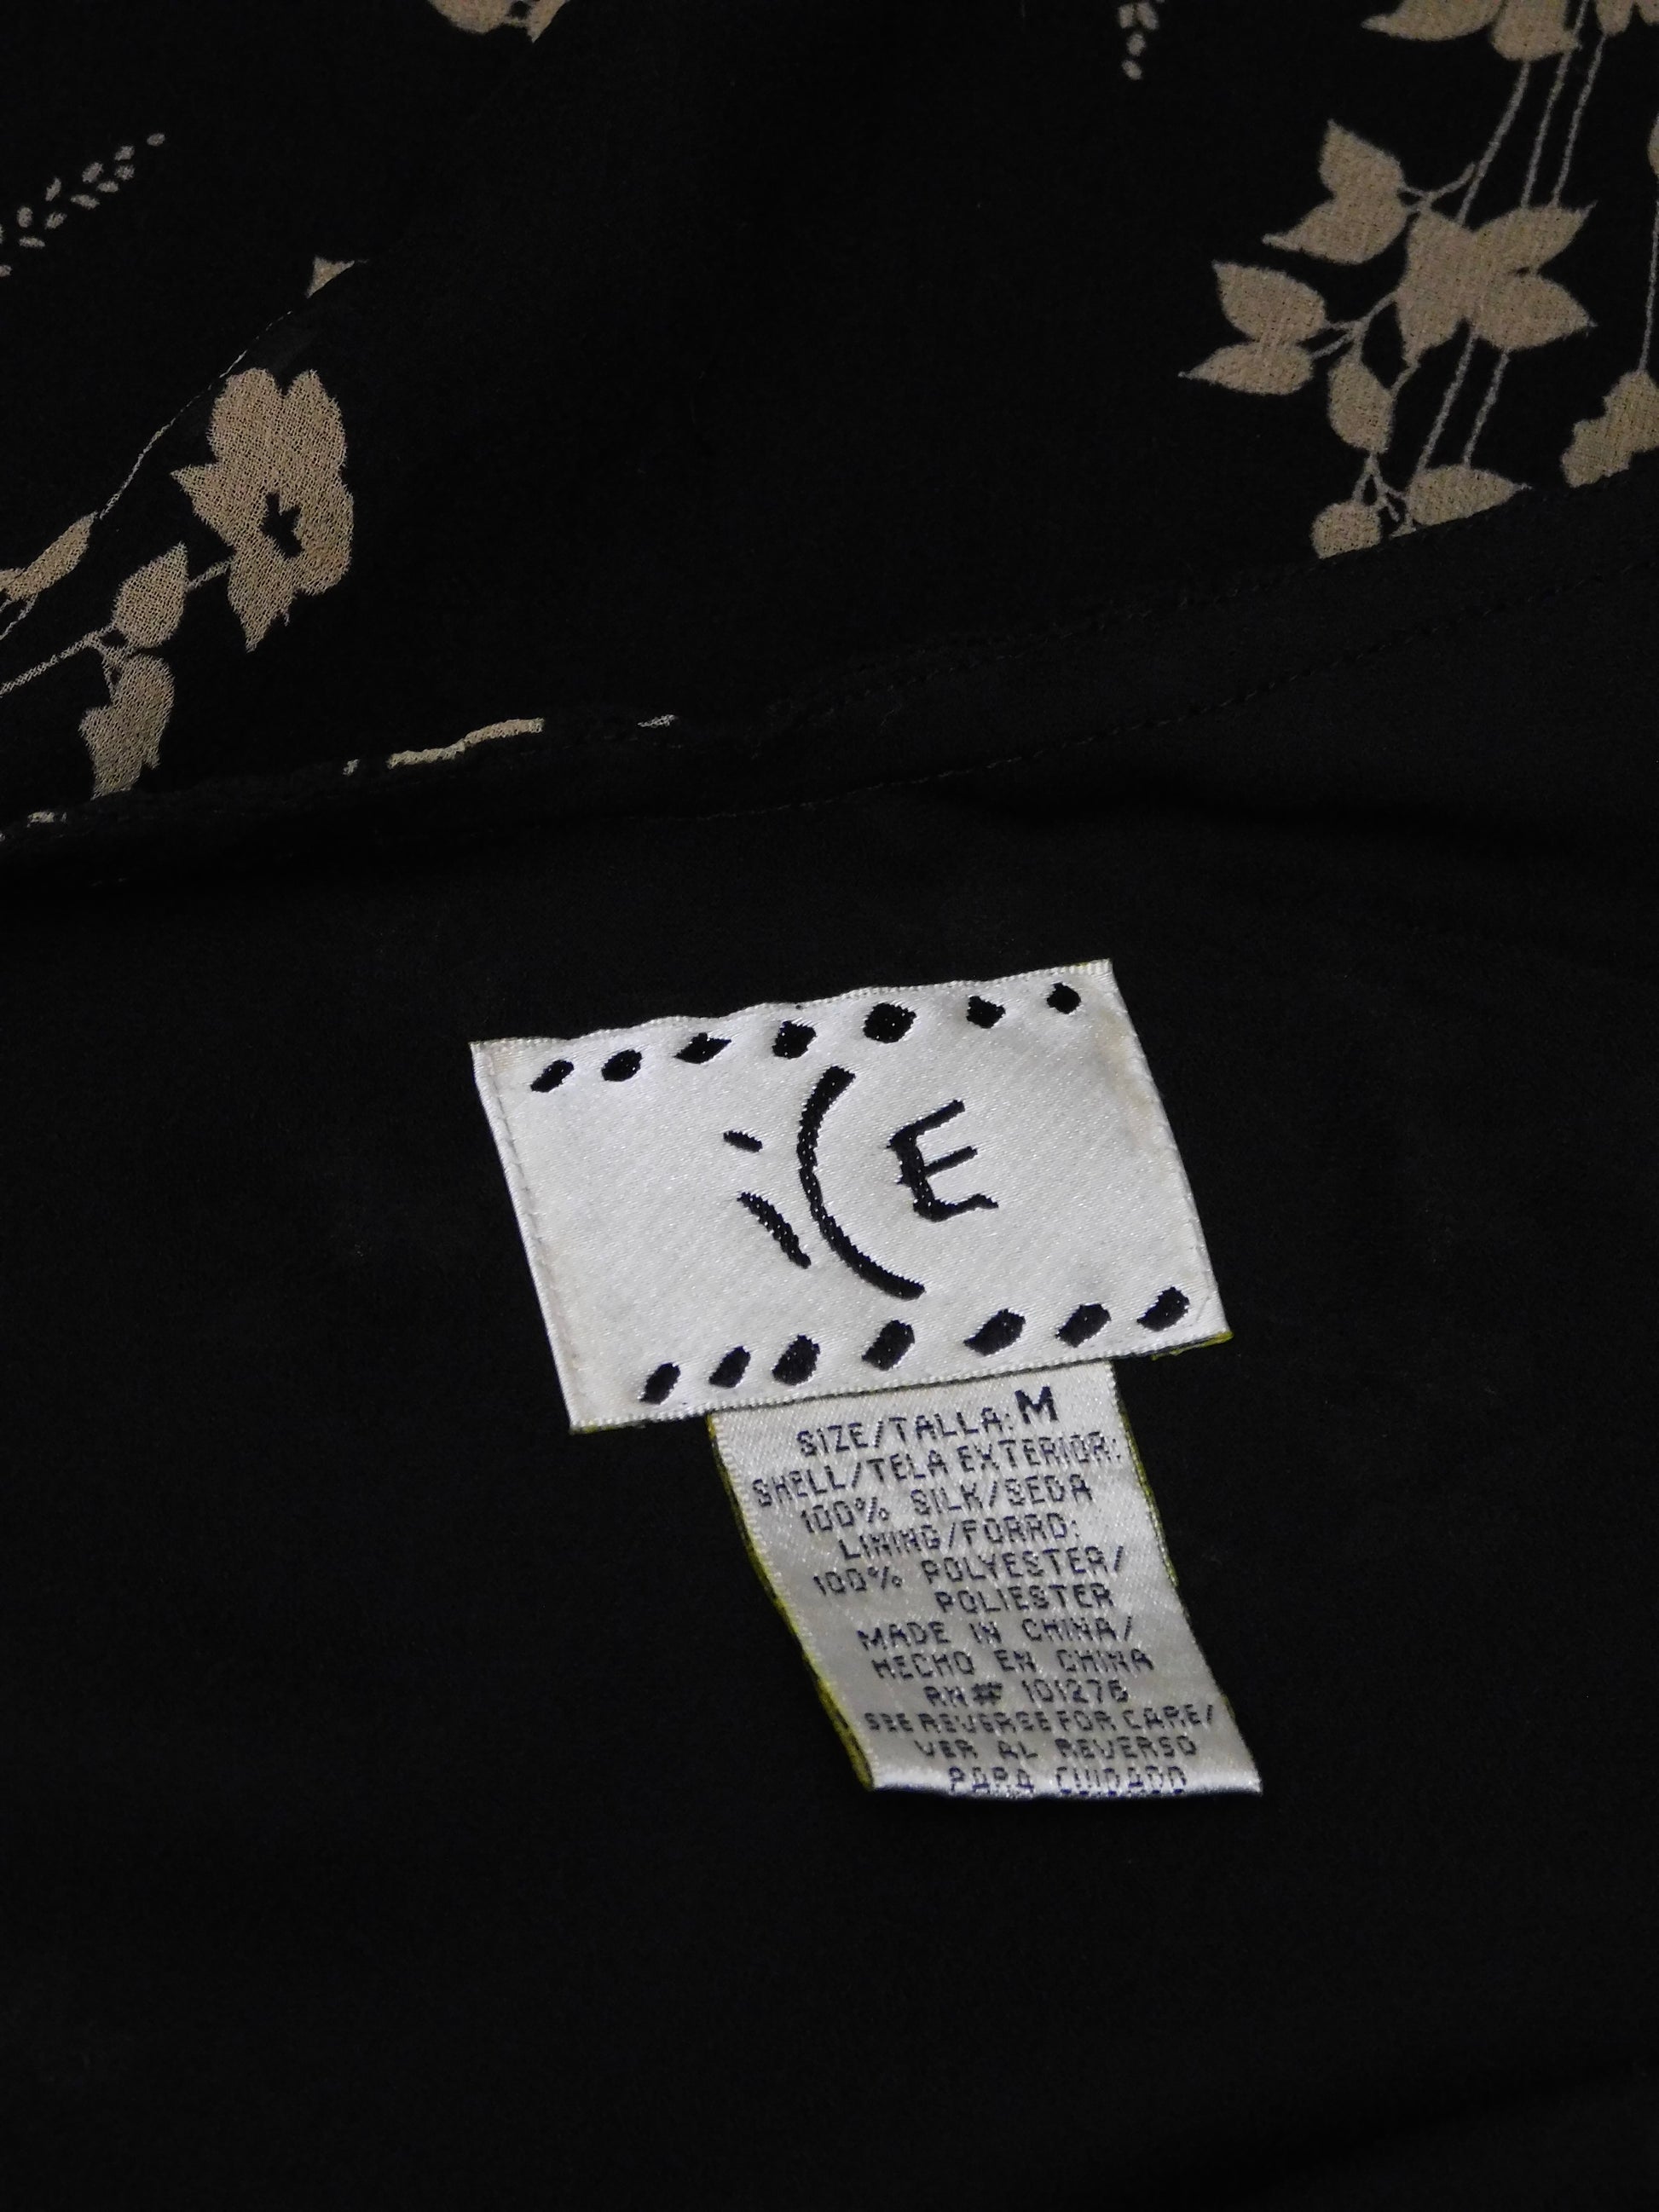 iCE
SIZE/TALLA: M
SHELL/TELA EXTERIOR:
100% SILK/SEDA
LINING/FORRO:
100% POLYESTER/
POLIESTER
MADE IN CHINA/
HECHO EN CHINA
RN# 101276
SEE REVERSE FOR CARE/
VER AL REVERSO
PARA CUIDADO